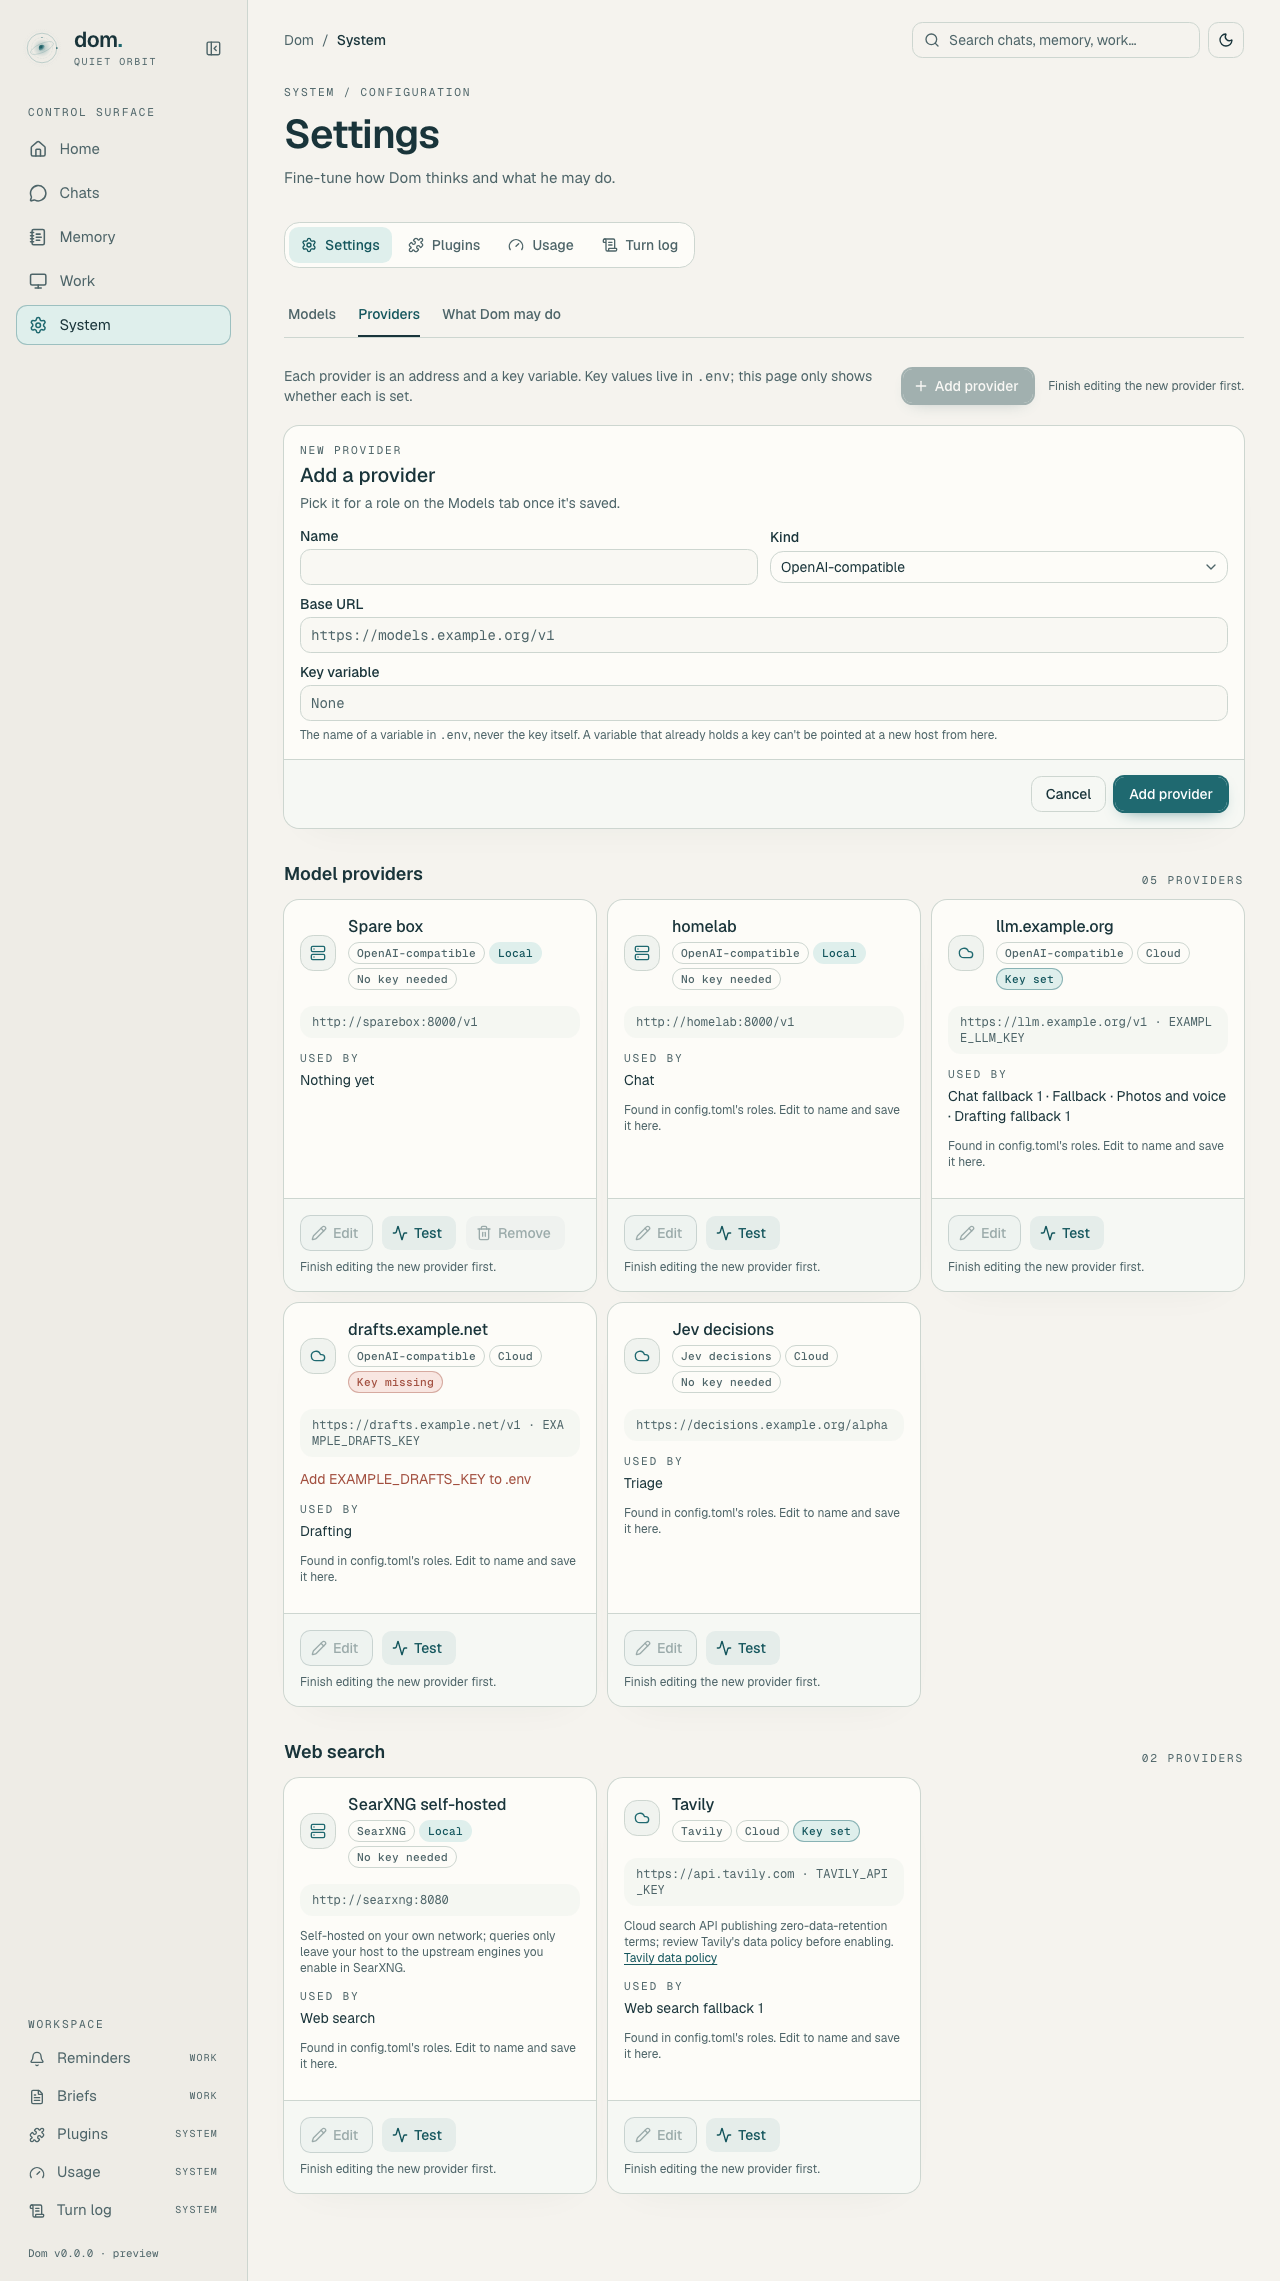 dom.
QUIET ORBIT
CONTROL SURFACE
Home
Chats
Memory
Work
System
Dom / System
Search chats, memory, work…
SYSTEM / CONFIGURATION
Settings
Fine-tune how Dom thinks and what he may do.
Settings Plugins Usage Turn log
Models Providers What Dom may do
Each provider is an address and a key variable. Key values live in .env; this page only shows
whether each is set.
Add provider
Finish editing the new provider first.
NEW PROVIDER
Add a provider
Pick it for a role on the Models tab once it's saved.
Name
Kind
OpenAI-compatible
Base URL
https://models.example.org/v1
Key variable
None
The name of a variable in .env, never the key itself. A variable that already holds a key can't be pointed at a new host from here.
Cancel Add provider
Model providers
05 PROVIDERS
Spare box
OpenAI-compatible Local
No key needed
http://sparebox:8000/v1
USED BY
Nothing yet
Edit Test Remove
Finish editing the new provider first.
homelab
OpenAI-compatible Local
No key needed
http://homelab:8000/v1
USED BY
Chat
Found in config.toml's roles. Edit to name and save
it here.
Edit Test
Finish editing the new provider first.
llm.example.org
OpenAI-compatible Cloud
Key set
https://llm.example.org/v1 · EXAMPL
E_LLM_KEY
USED BY
Chat fallback 1 · Fallback · Photos and voice
· Drafting fallback 1
Found in config.toml's roles. Edit to name and save
it here.
Edit Test
Finish editing the new provider first.
drafts.example.net
OpenAI-compatible Cloud
Key missing
https://drafts.example.net/v1 · EXA
MPLE_DRAFTS_KEY
Add EXAMPLE_DRAFTS_KEY to .env
USED BY
Drafting
Found in config.toml's roles. Edit to name and save
it here.
Edit Test
Finish editing the new provider first.
Jev decisions
Jev decisions Cloud
No key needed
https://decisions.example.org/alpha
USED BY
Triage
Found in config.toml's roles. Edit to name and save
it here.
Edit Test
Finish editing the new provider first.
Web search
02 PROVIDERS
SearXNG self-hosted
SearXNG Local
No key needed
http://searxng:8080
Self-hosted on your own network; queries only
leave your host to the upstream engines you
enable in SearXNG.
USED BY
Web search
Found in config.toml's roles. Edit to name and save
it here.
Edit Test
Finish editing the new provider first.
Tavily
Tavily Cloud Key set
https://api.tavily.com · TAVILY_API
_KEY
Cloud search API publishing zero-data-retention
terms; review Tavily's data policy before enabling.
Tavily data policy
USED BY
Web search fallback 1
Found in config.toml's roles. Edit to name and save
it here.
Edit Test
Finish editing the new provider first.
WORKSPACE
Reminders WORK
Briefs WORK
Plugins SYSTEM
Usage SYSTEM
Turn log SYSTEM
Dom v0.0.0 · preview